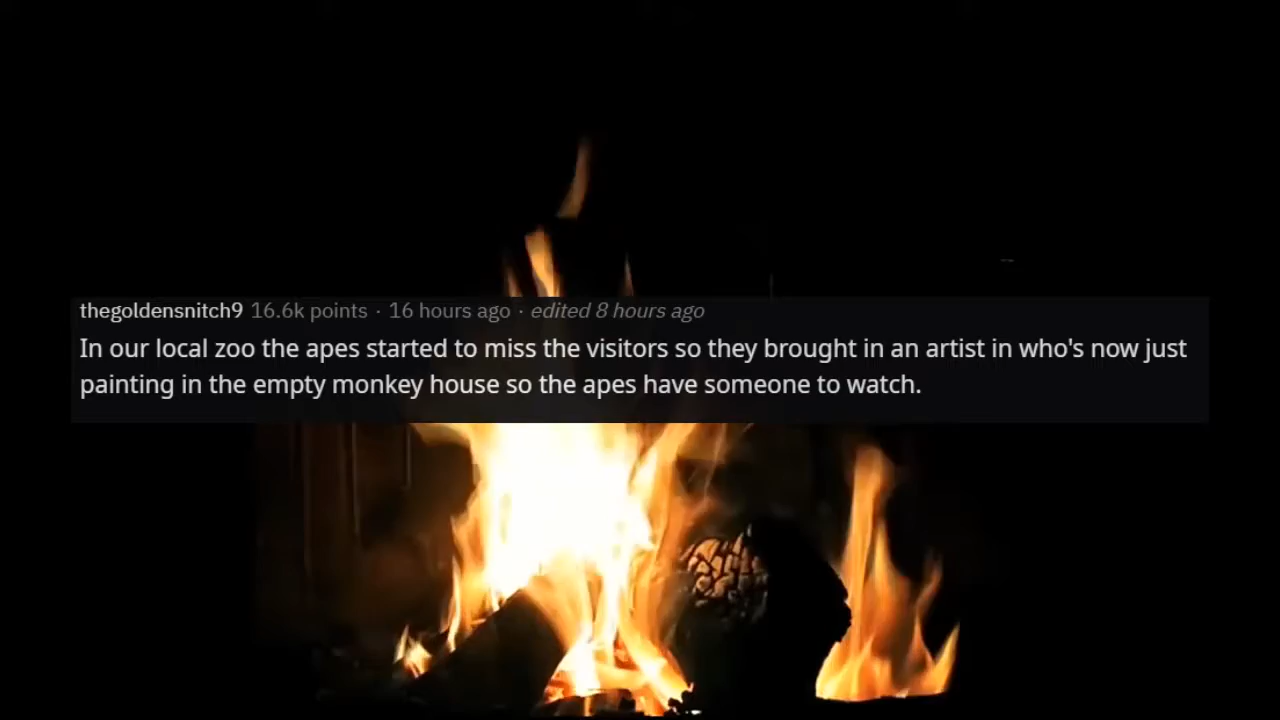 thegoldensnitch9 16.6k points · 16 hours ago · edited 8 hours ago
In our local zoo the apes started to miss the visitors so they brought in an artist in who's now just
painting in the empty monkey house so the apes have someone to watch.